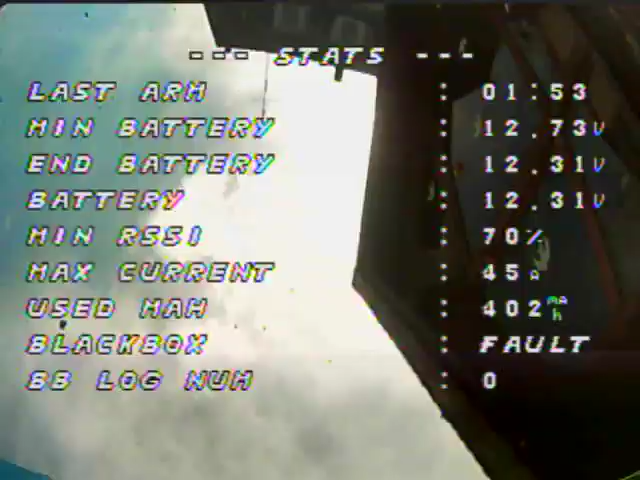 --- STATS ---
LAST ARM : 01:53
MIN BATTERY : 12.73V
END BATTERY : 12.31V
BATTERY : 12.31V
MIN RSSI : 70%
MAX CURRENT : 45A
USED MAH : 402mAh
BLACKBOX : FAULT
BB LOG NUM : 0